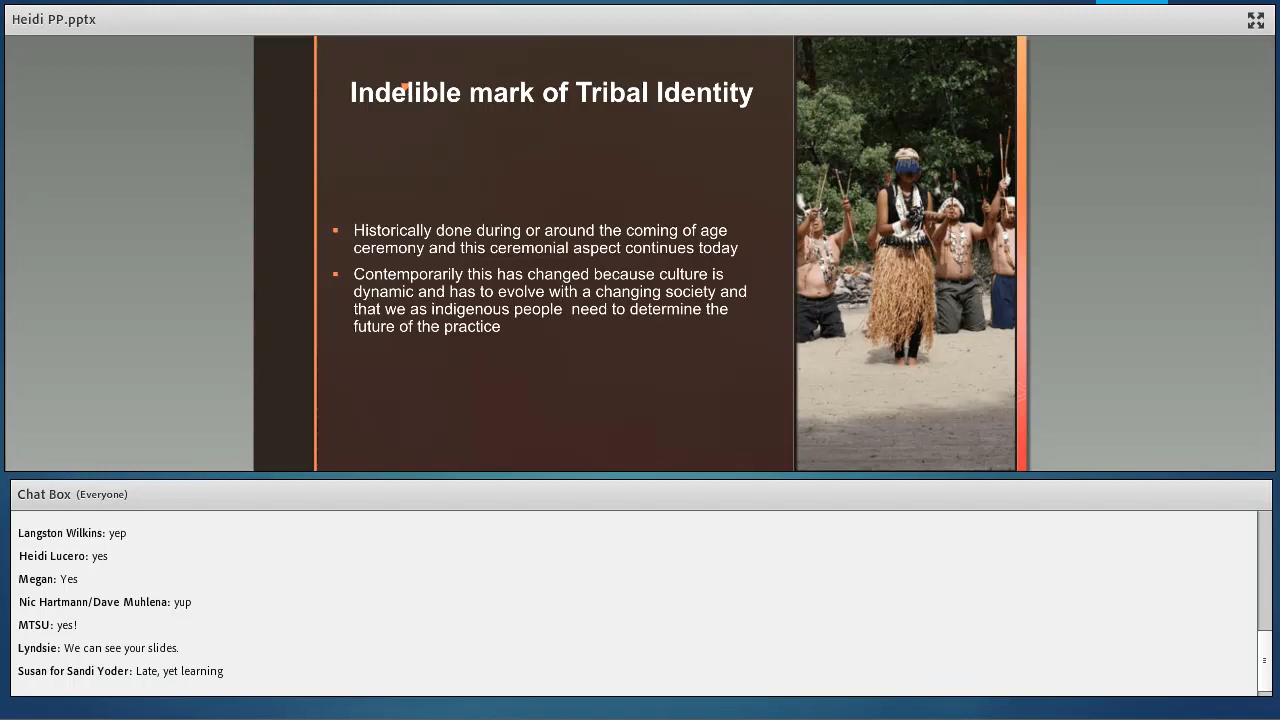 Heidi PP.pptx
Indelible mark of Tribal Identity
Historically done during or around the coming of age
ceremony and this ceremonial aspect continues today
Contemporarily this has changed because culture is
dynamic and has to evolve with a changing society and
that we as indigenous people  need to determine the
future of the practice
Chat Box (Everyone)
Langston Wilkins: yep
Heidi Lucero: yes
Megan: Yes
Nic Hartmann/Dave Muhlena: yup
MTSU: yes!
Lyndsie: We can see your slides.
Susan for Sandi Yoder: Late, yet learning